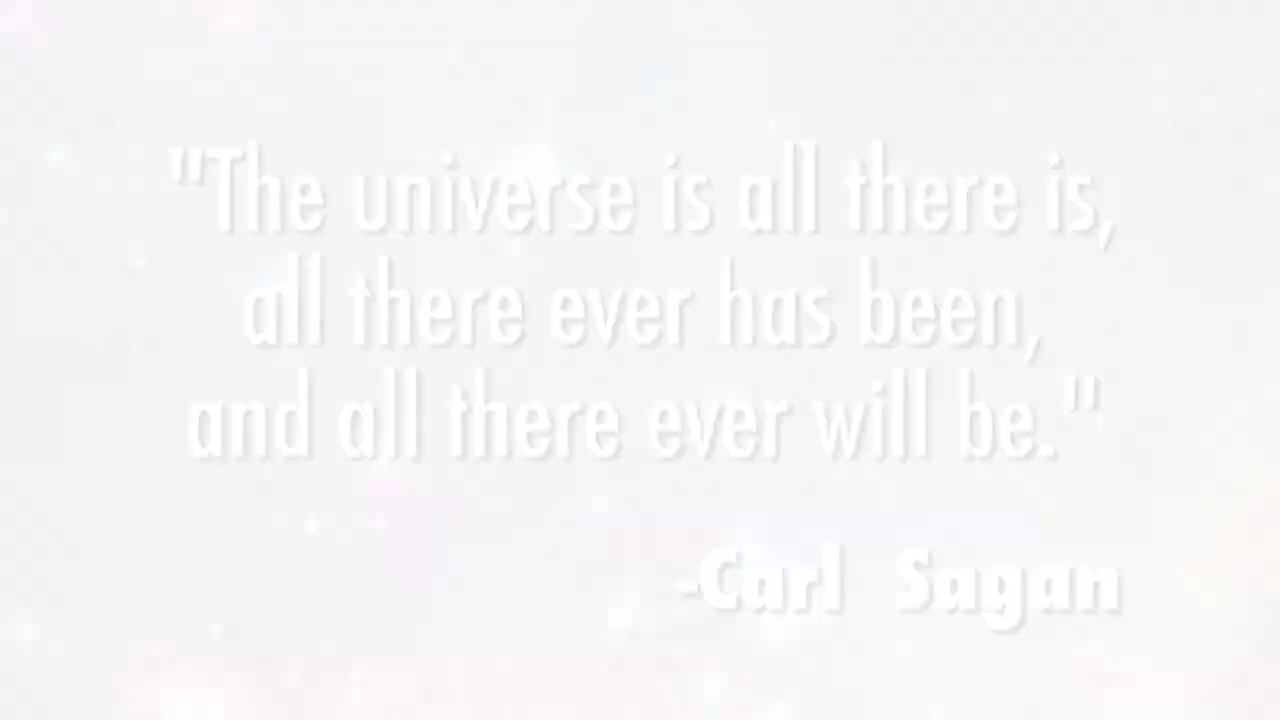 "The universe is all there is,
all there ever has been,
and all there ever will be."
-Carl Sagan